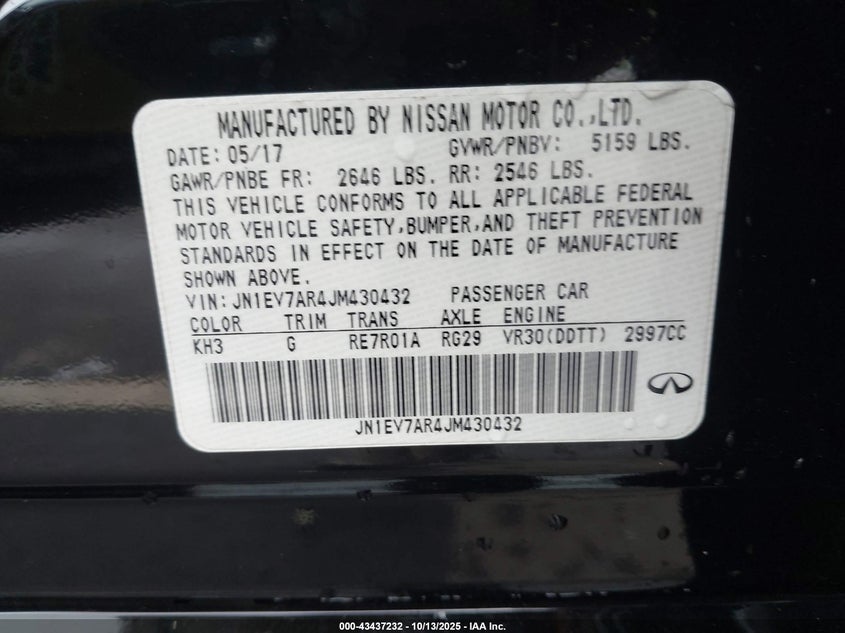 MANUFACTURED BY NISSAN MOTOR CO.,LTD.
DATE: 05/17 GVWR/PNBV: 5159 LBS.
GAWR/PNBE FR: 2646 LBS. RR: 2546 LBS.
THIS VEHICLE CONFORMS TO ALL APPLICABLE FEDERAL
MOTOR VEHICLE SAFETY,BUMPER,AND THEFT PREVENTION
STANDARDS IN EFFECT ON THE DATE OF MANUFACTURE
SHOWN ABOVE.
VIN: JN1EV7AR4JM430432 PASSENGER CAR
COLOR TRIM TRANS AXLE ENGINE
KH3 G RE7R01A RG29 VR30(DDTT) 2997CC
JN1EV7AR4JM430432
000-43437232 - 10/13/2025 - IAA Inc.